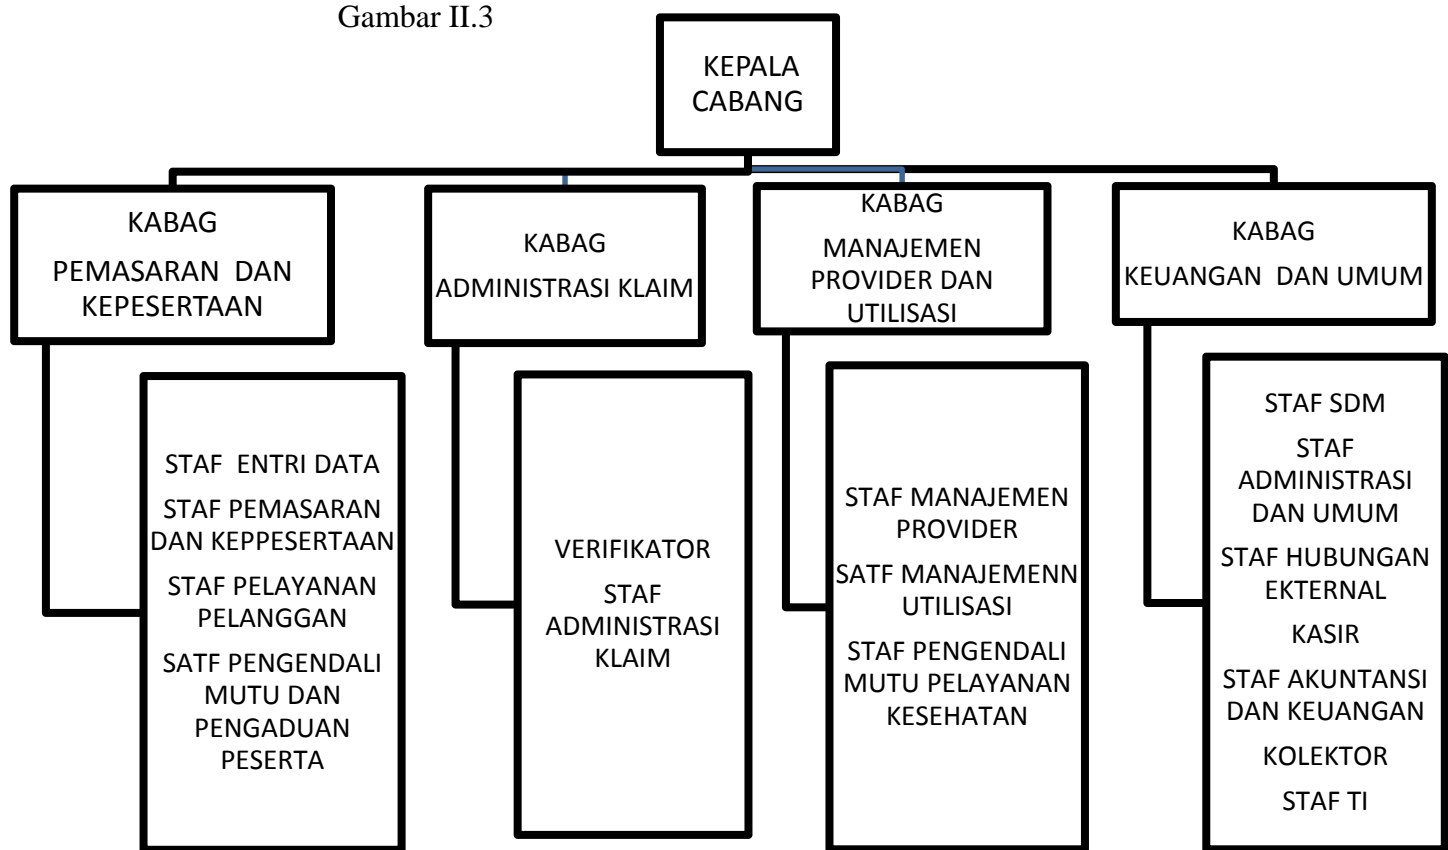 Gambar II.3
KEPALA
CABANG
KABAG
PEMASARAN DAN
KEPESERTAAN
KABAG
ADMINISTRASI KLAIM
KABAG
MANAJEMEN
PROVIDER DAN
UTILISASI
KABAG
KEUANGAN DAN UMUM
STAF ENTRI DATA
STAF PEMASARAN
DAN KEPPESERTAAN
STAF PELAYANAN
PELANGGAN
SATF PENGENDALI
MUTU DAN
PENGADUAN
PESERTA
VERIFIKATOR
STAF
ADMINISTRASI
KLAIM
STAF MANAJEMEN
PROVIDER
SATF MANAJEMENN
UTILISASI
STAF PENGENDALI
MUTU PELAYANAN
KESEHATAN
STAF SDM
STAF
ADMINISTRASI
DAN UMUM
STAF HUBUNGAN
EKTERNAL
KASIR
STAF AKUNTANSI
DAN KEUANGAN
KOLEKTOR
STAF TI